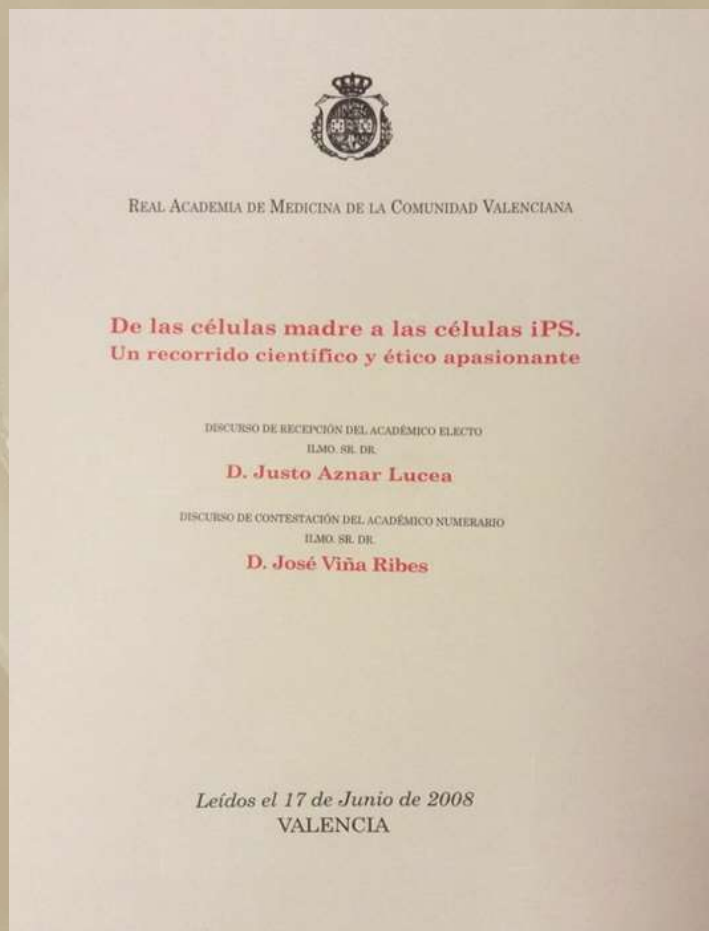 REAL ACADEMIA DE MEDICINA DE LA COMUNIDAD VALENCIANA
De las células madre a las células iPS.
Un recorrido científico y ético apasionante
DISCURSO DE RECEPCIÓN DEL ACADÉMICO ELECTO
ILMO. SR. DR.
D. Justo Aznar Lucea
DISCURSO DE CONTESTACIÓN DEL ACADÉMICO NUMERARIO
ILMO. SR. DR.
D. José Viña Ribes
Leídos el 17 de Junio de 2008
VALENCIA